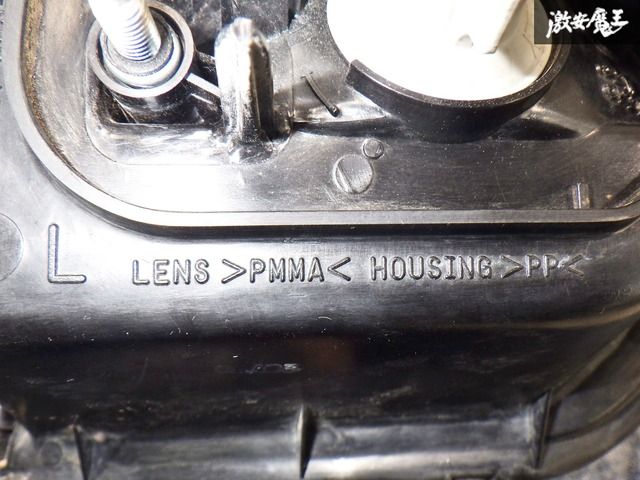 激安魔王
L LENS >PMMA< HOUSING >PP<